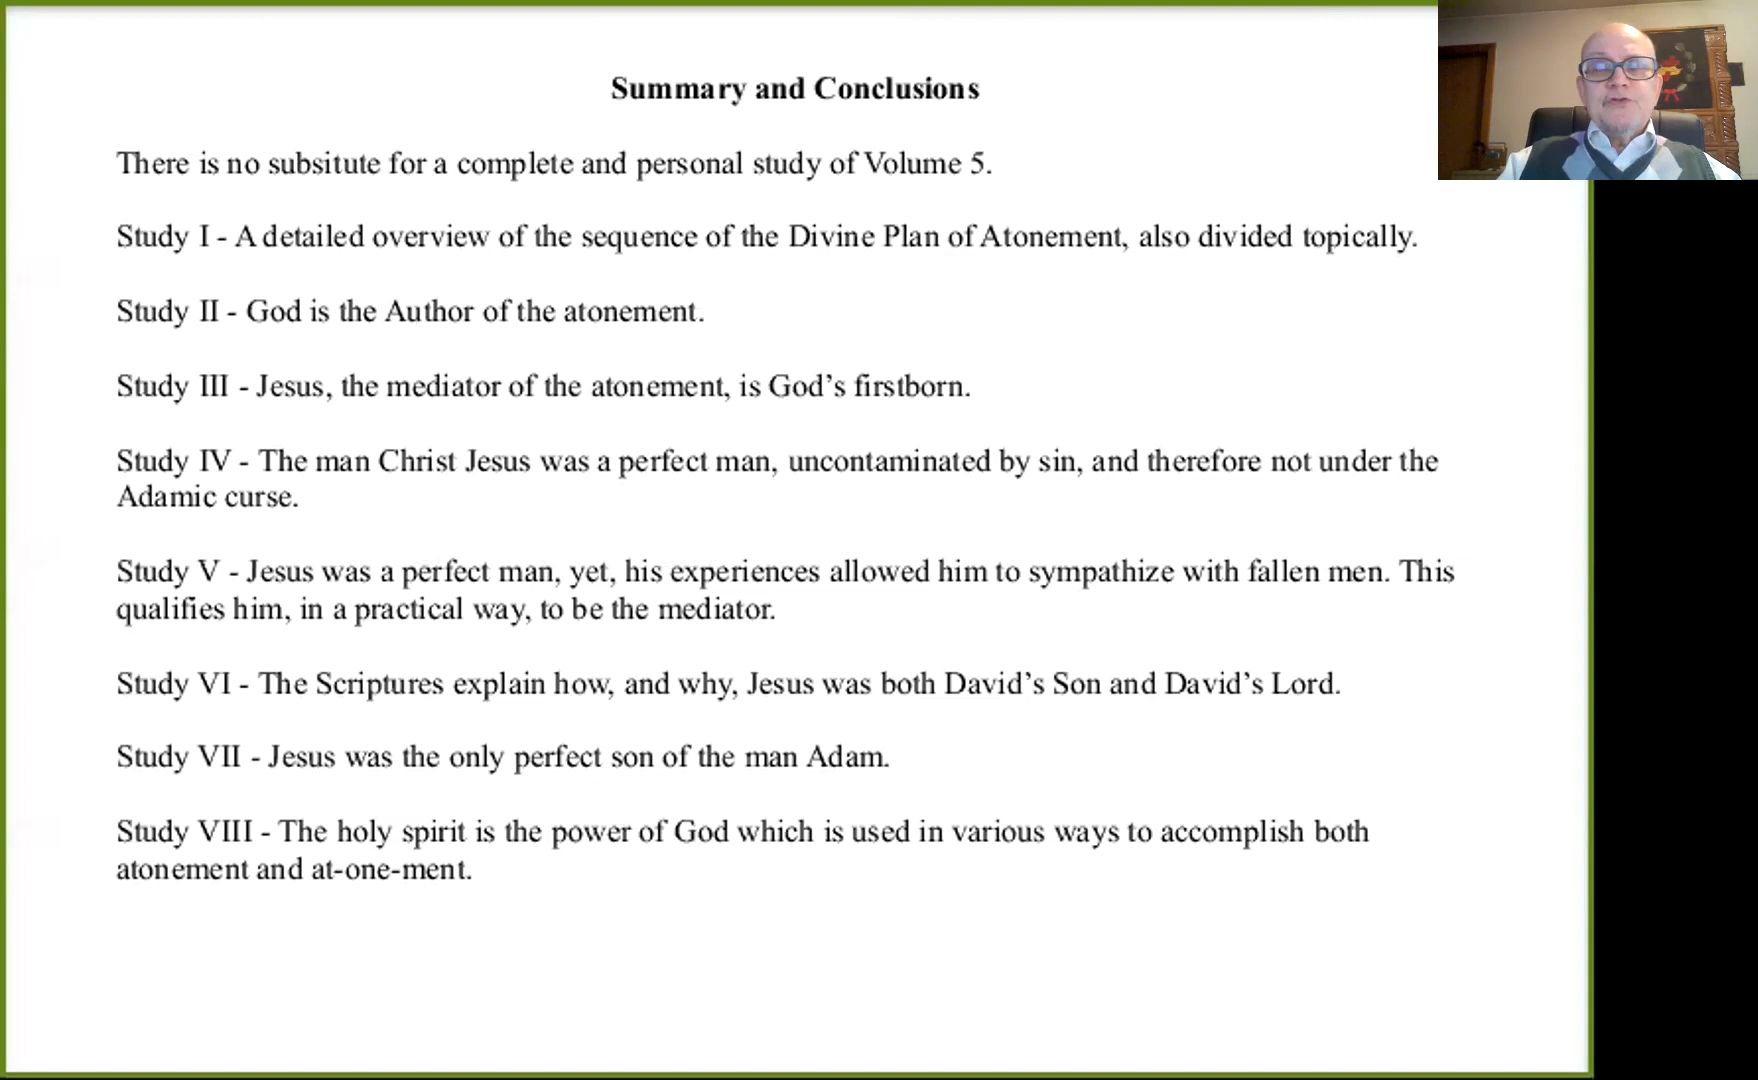 Summary and Conclusions
There is no subsitute for a complete and personal study of Volume 5.
Study I - A detailed overview of the sequence of the Divine Plan of Atonement, also divided topically.
Study II - God is the Author of the atonement.
Study III - Jesus, the mediator of the atonement, is God’s firstborn.
Study IV - The man Christ Jesus was a perfect man, uncontaminated by sin, and therefore not under the
Adamic curse.
Study V - Jesus was a perfect man, yet, his experiences allowed him to sympathize with fallen men. This
qualifies him, in a practical way, to be the mediator.
Study VI - The Scriptures explain how, and why, Jesus was both David’s Son and David’s Lord.
Study VII - Jesus was the only perfect son of the man Adam.
Study VIII - The holy spirit is the power of God which is used in various ways to accomplish both
atonement and at-one-ment.